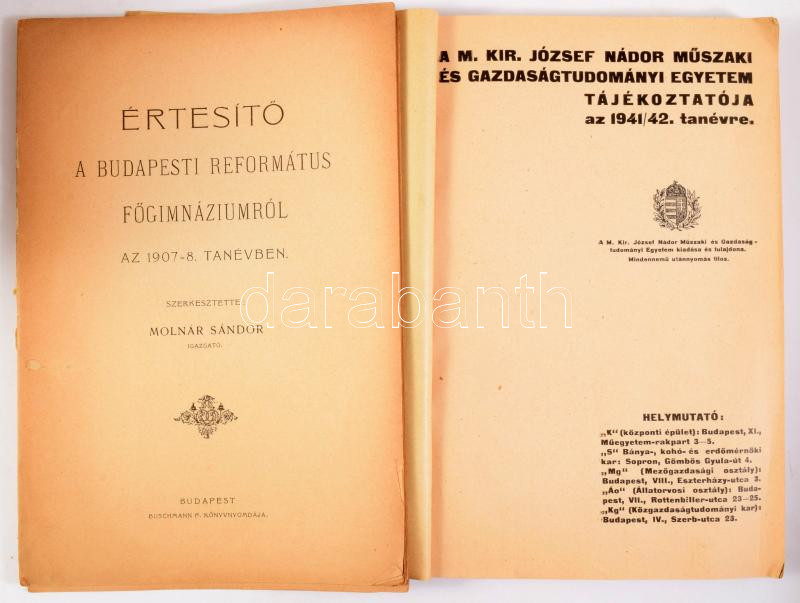 ÉRTESÍTŐ
A BUDAPESTI REFORMÁTUS
FŐGIMNÁZIUMRÓL
AZ 1907-8. TANÉVBEN.
SZERKESZTETTE
MOLNÁR SÁNDOR
IGAZGATÓ.
BUDAPEST
BUSCHMANN F. KÖNYVNYOMDÁJA.
A M. KIR. JÓZSEF NÁDOR MŰSZAKI
ÉS GAZDASÁGTUDOMÁNYI EGYETEM
TÁJÉKOZTATÓJA
az 1941/42. tanévre.
A M. Kir. József Nádor Műszaki és Gazdaság-
tudományi Egyetem kiadása és tulajdona.
Mindennemű utánnyomás tilos.
HELYMUTATÓ:
„K“ (központi épület): Budapest, XI.,
Műegyetem-rakpart 3—5.
„S“ Bánya-, kohó- és erdőmérnöki
kar: Sopron, Gömbös Gyula-út 4.
„Mg“ (Mezőgazdasági osztály):
Budapest, VIII., Eszterházy-utca 3.
„Áo“ (Állatorvosi osztály): Buda-
pest, VII., Rottenbiller-utca 23—25.
„Kg“ (Közgazdaságtudományi kar):
Budapest, IV., Szerb-utca 23.
darabanth